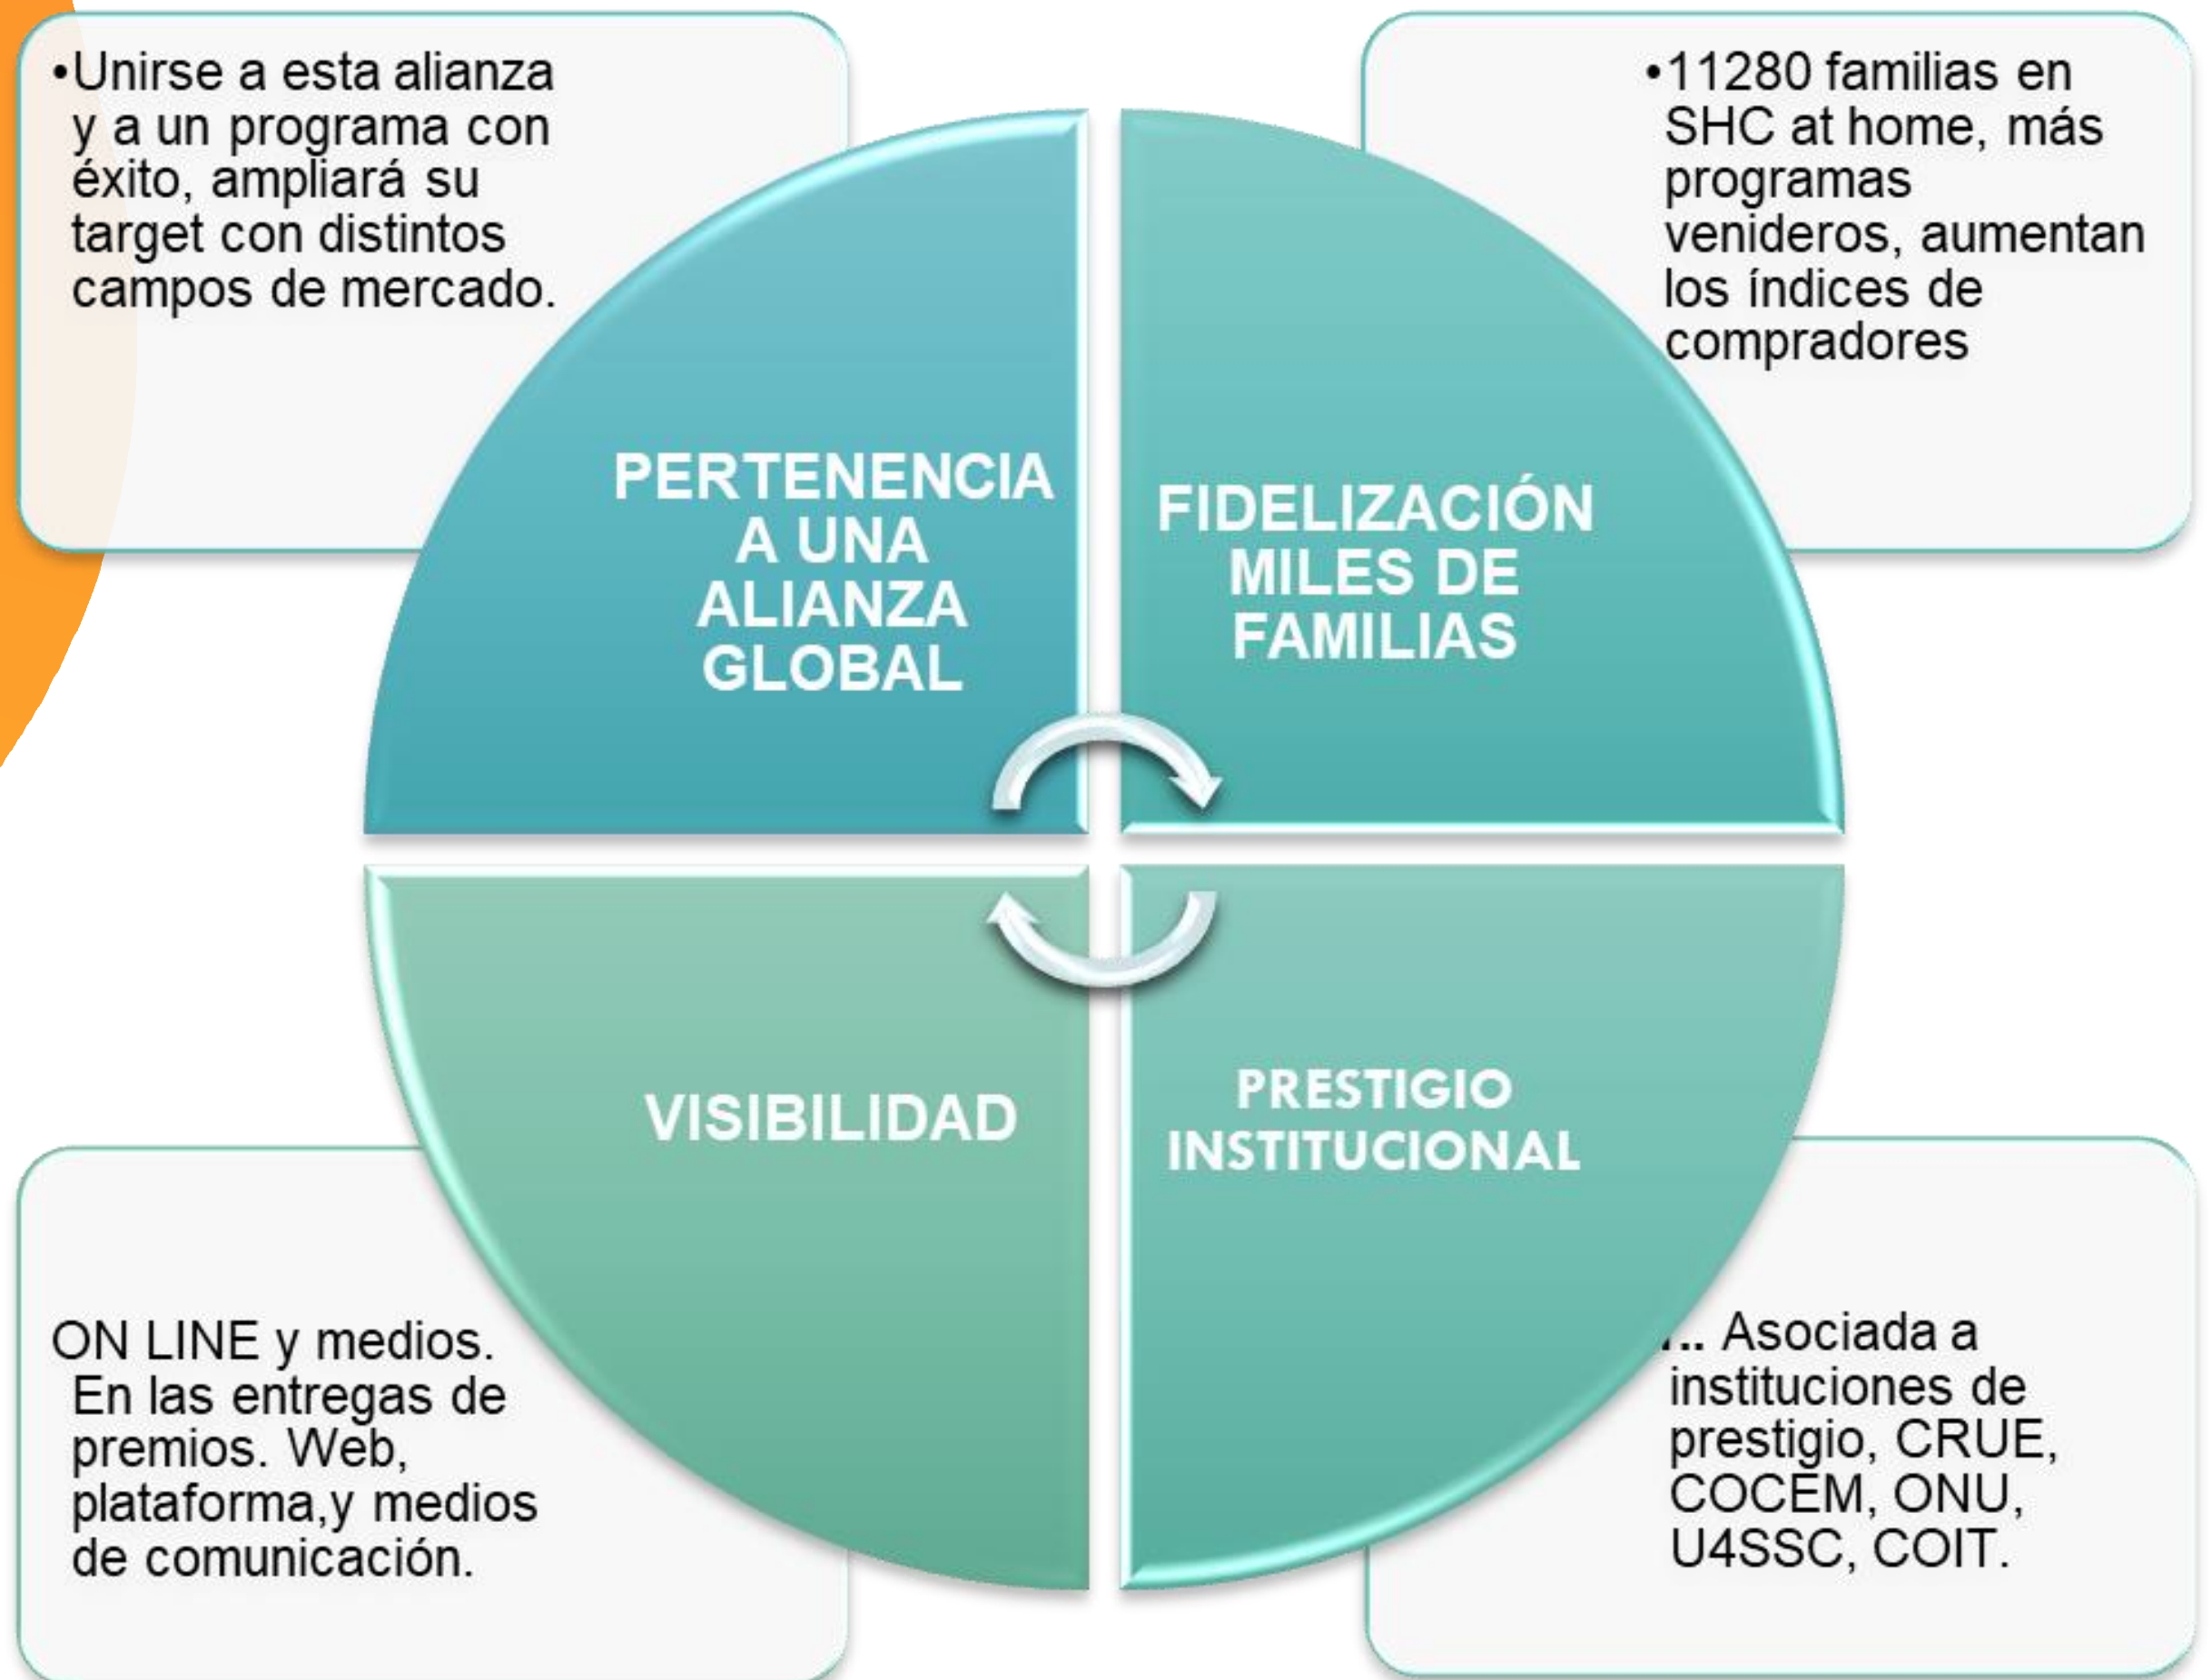 •Unirse a esta alianza
y a un programa con
éxito, ampliará su
target con distintos
campos de mercado.
•11280 familias en
SHC at home, más
programas
venideros, aumentan
los índices de
compradores
PERTENENCIA
A UNA
ALIANZA
GLOBAL
FIDELIZACIÓN
MILES DE
FAMILIAS
VISIBILIDAD
PRESTIGIO
INSTITUCIONAL
ON LINE y medios.
En las entregas de
premios. Web,
plataforma,y medios
de comunicación.
... Asociada a
instituciones de
prestigio, CRUE,
COCEM, ONU,
U4SSC, COIT.